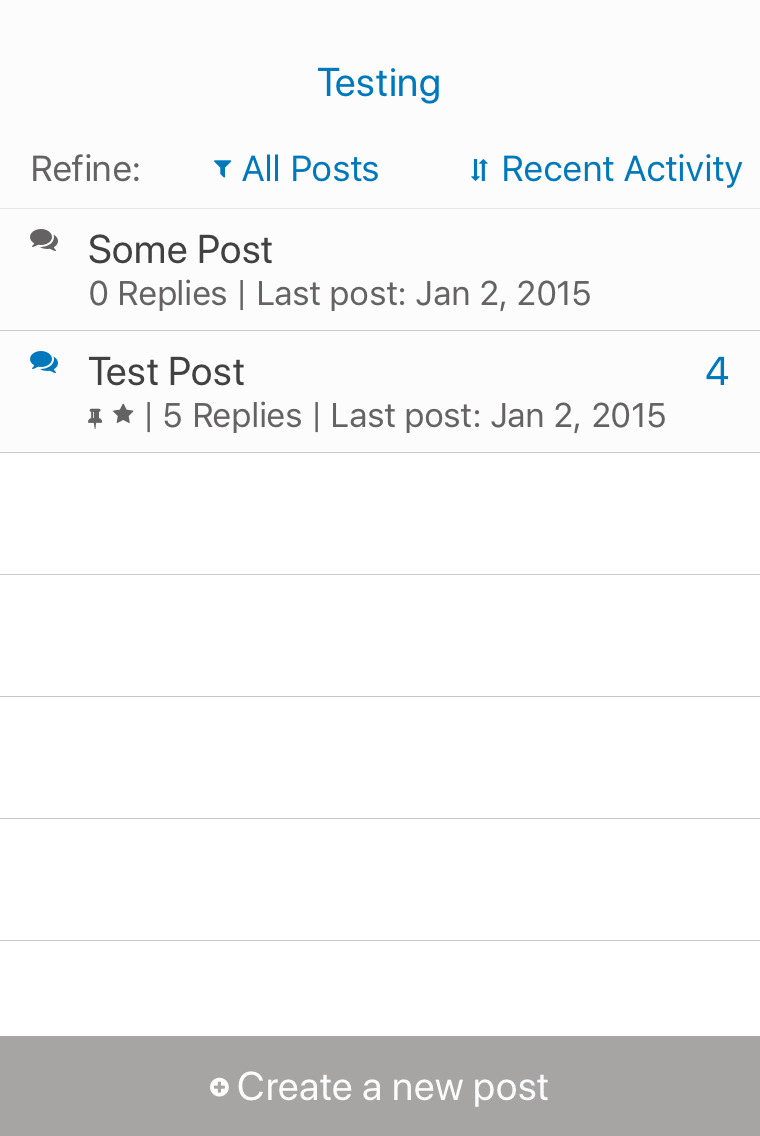 Testing
Refine: All Posts Recent Activity
Some Post
0 Replies | Last post: Jan 2, 2015
Test Post 4
| 5 Replies | Last post: Jan 2, 2015
Create a new post